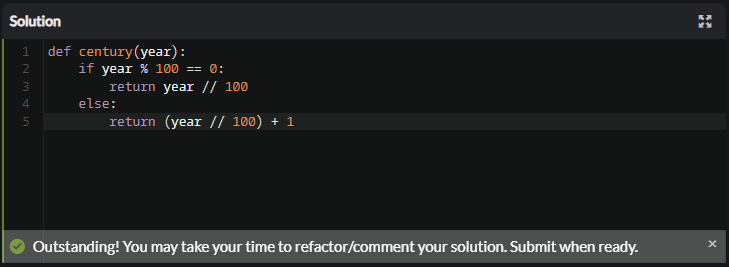 Solution
1 def century(year):
2     if year % 100 == 0:
3         return year // 100
4     else:
5         return (year // 100) + 1
Outstanding! You may take your time to refactor/comment your solution. Submit when ready. ×